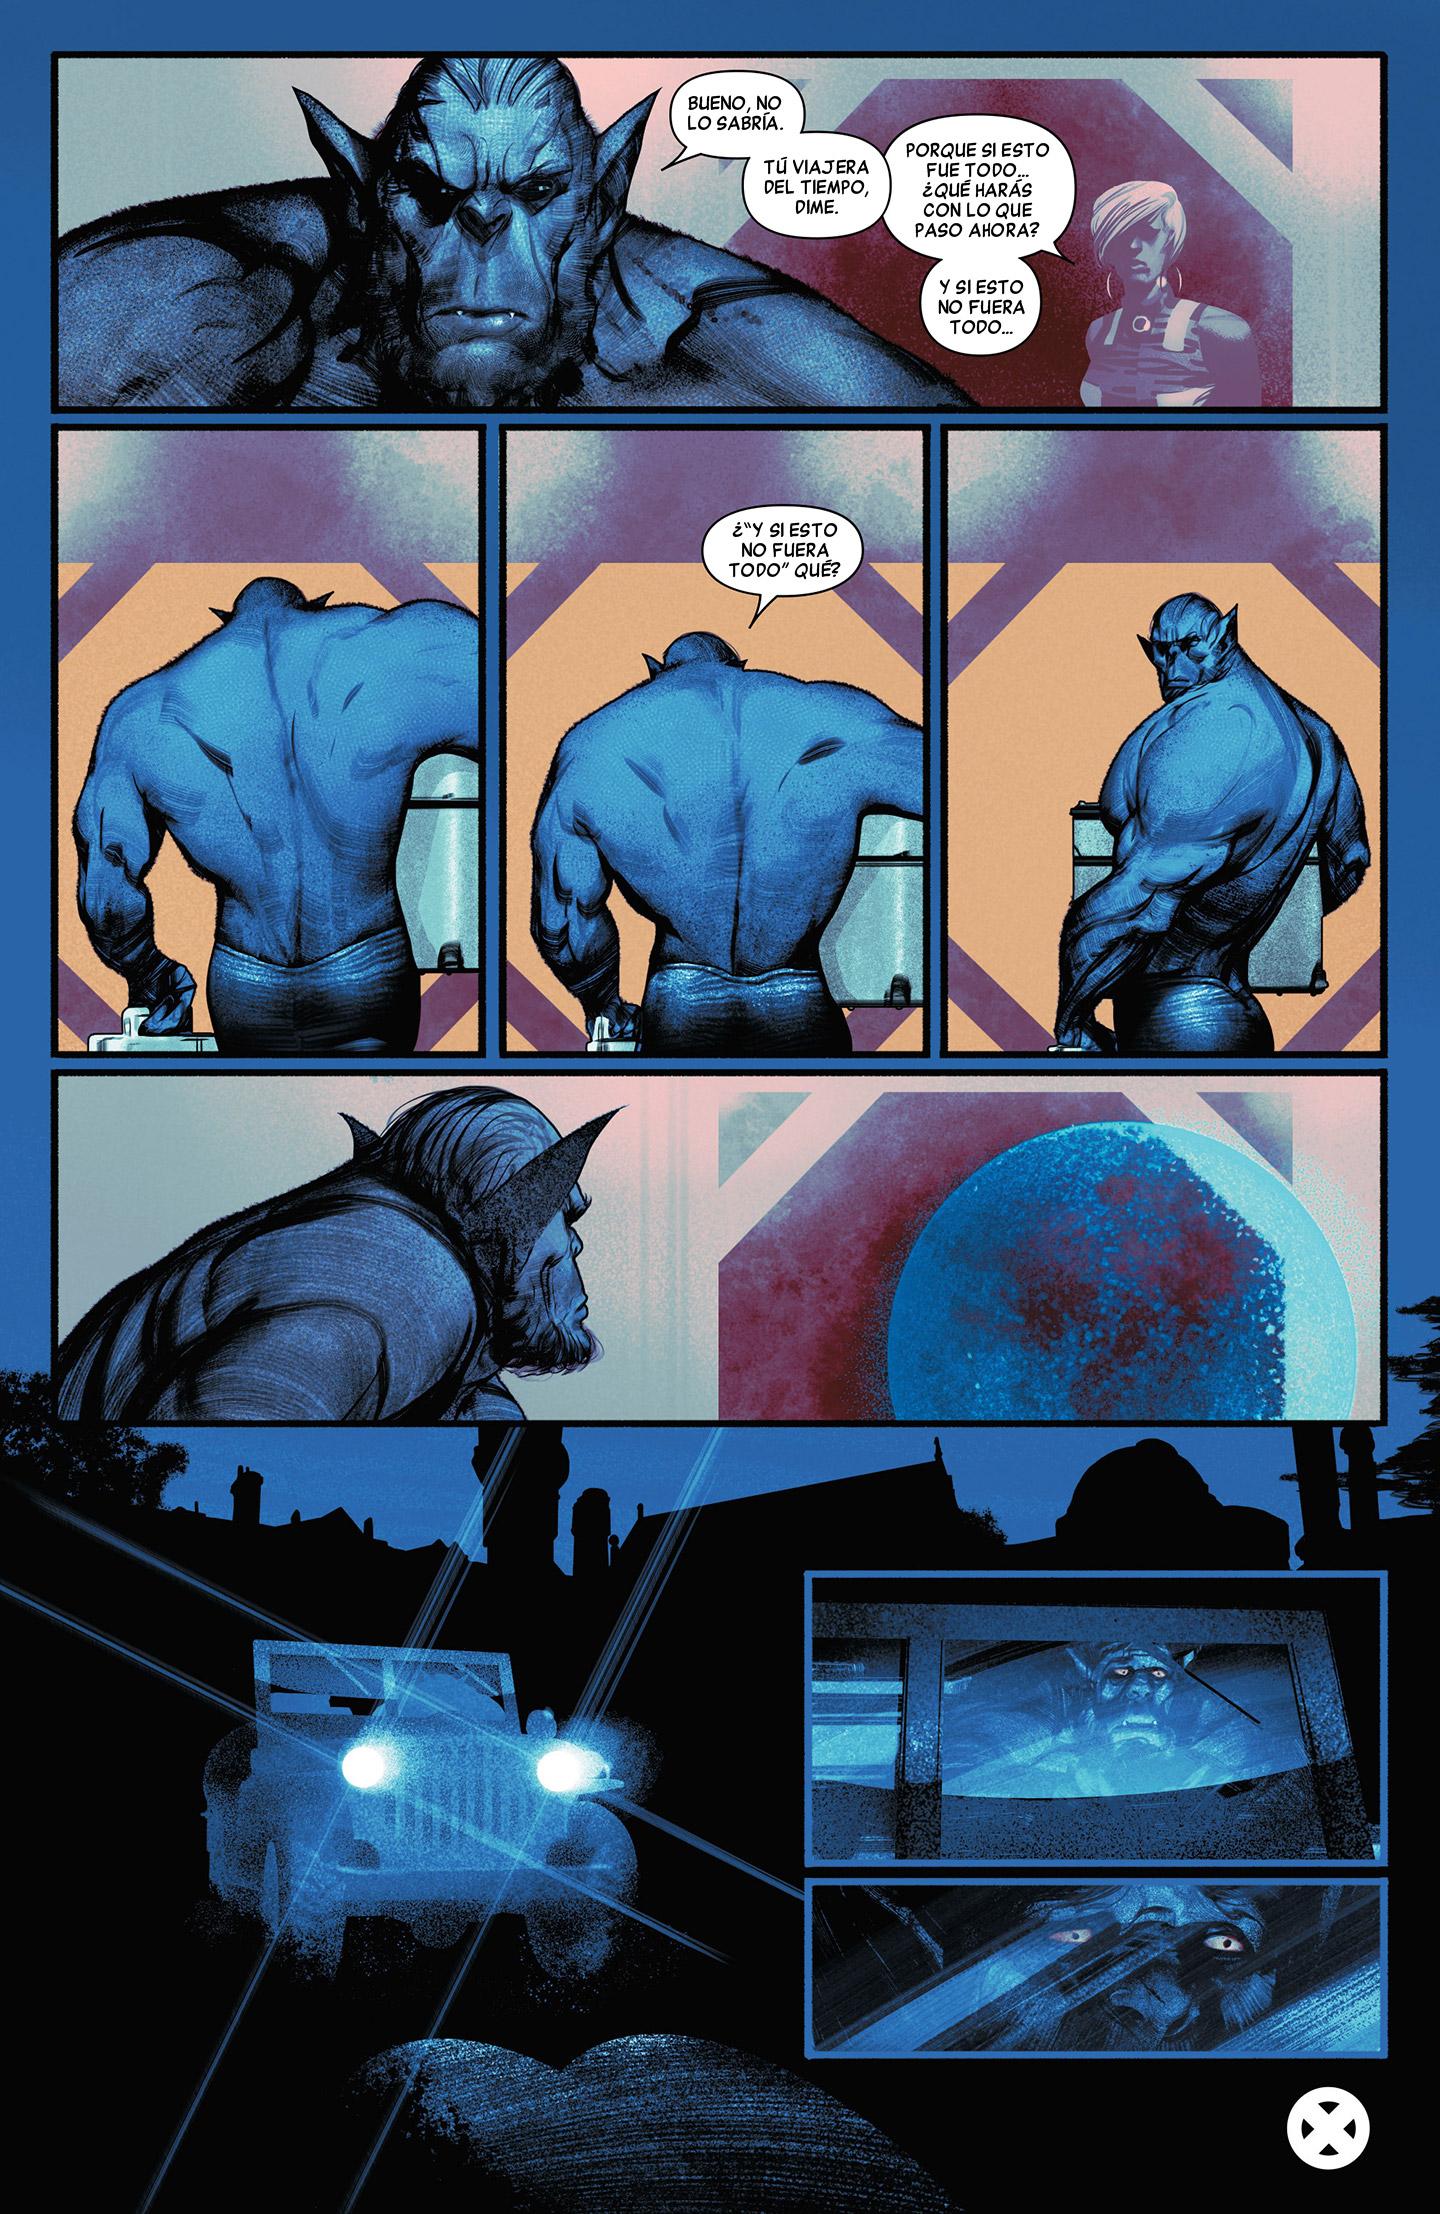 BUENO, NO
LO SABRÍA.
TÚ VIAJERA
DEL TIEMPO,
DIME.
PORQUE SI ESTO
FUE TODO...
¿QUÉ HARÁS
CON LO QUE
PASO AHORA?
Y SI ESTO
NO FUERA
TODO...
¿"Y SI ESTO
NO FUERA
TODO" QUÉ?